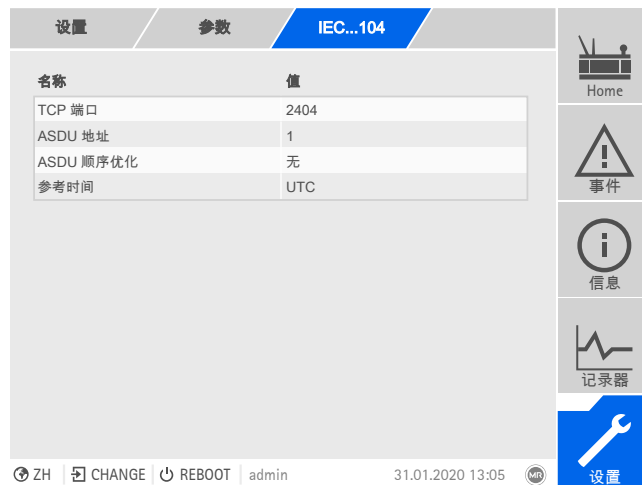 设置 参数 IEC...104
名称 值
TCP 端口 2404
ASDU 地址 1
ASDU 顺序优化 无
参考时间 UTC
Home
事件
信息
记录器
设置
ZH CHANGE REBOOT admin 31.01.2020 13:05 MR